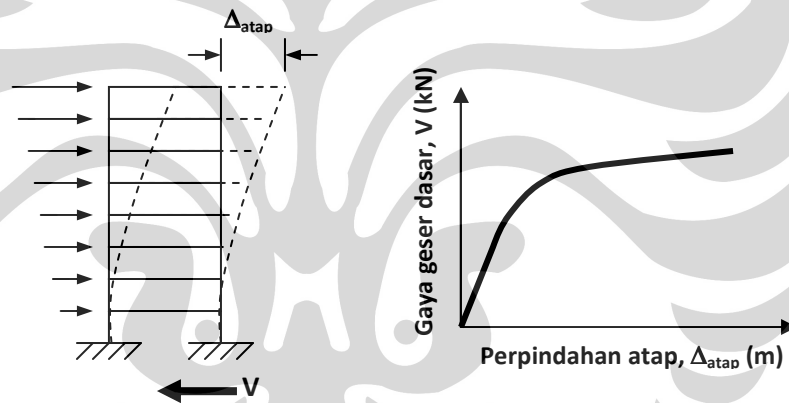 Δatap
V
Gaya geser dasar, V (kN)
Perpindahan atap, Δatap (m)